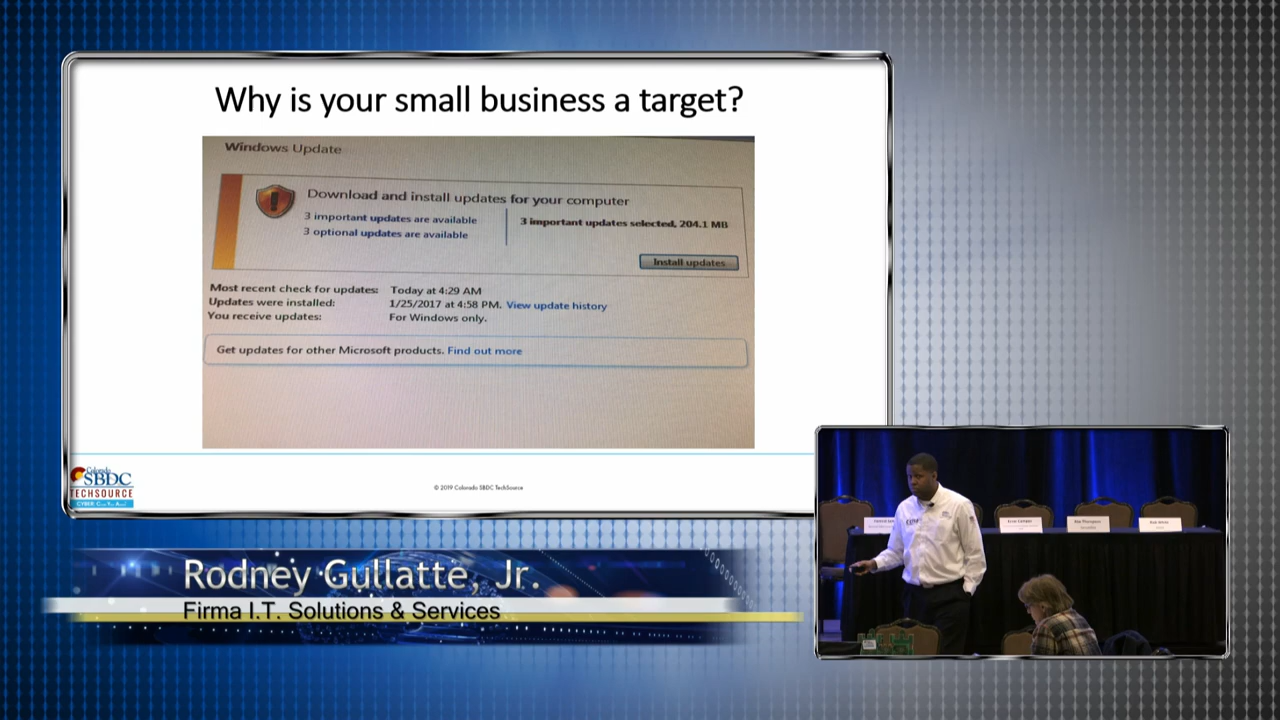 Why is your small business a target?
Windows Update
Download and install updates for your computer
3 important updates are available
3 optional updates are available
3 important updates selected, 204.1 MB
Install updates
Most recent check for updates: Today at 4:29 AM
Updates were installed: 1/25/2017 at 4:58 PM. View update history
You receive updates: For Windows only.
Get updates for other Microsoft products. Find out more
Colorado
SBDC
TECHSOURCE
© 2019 Colorado SBDC TechSource
Rodney Gullatte, Jr.
Firma I.T. Solutions & Services